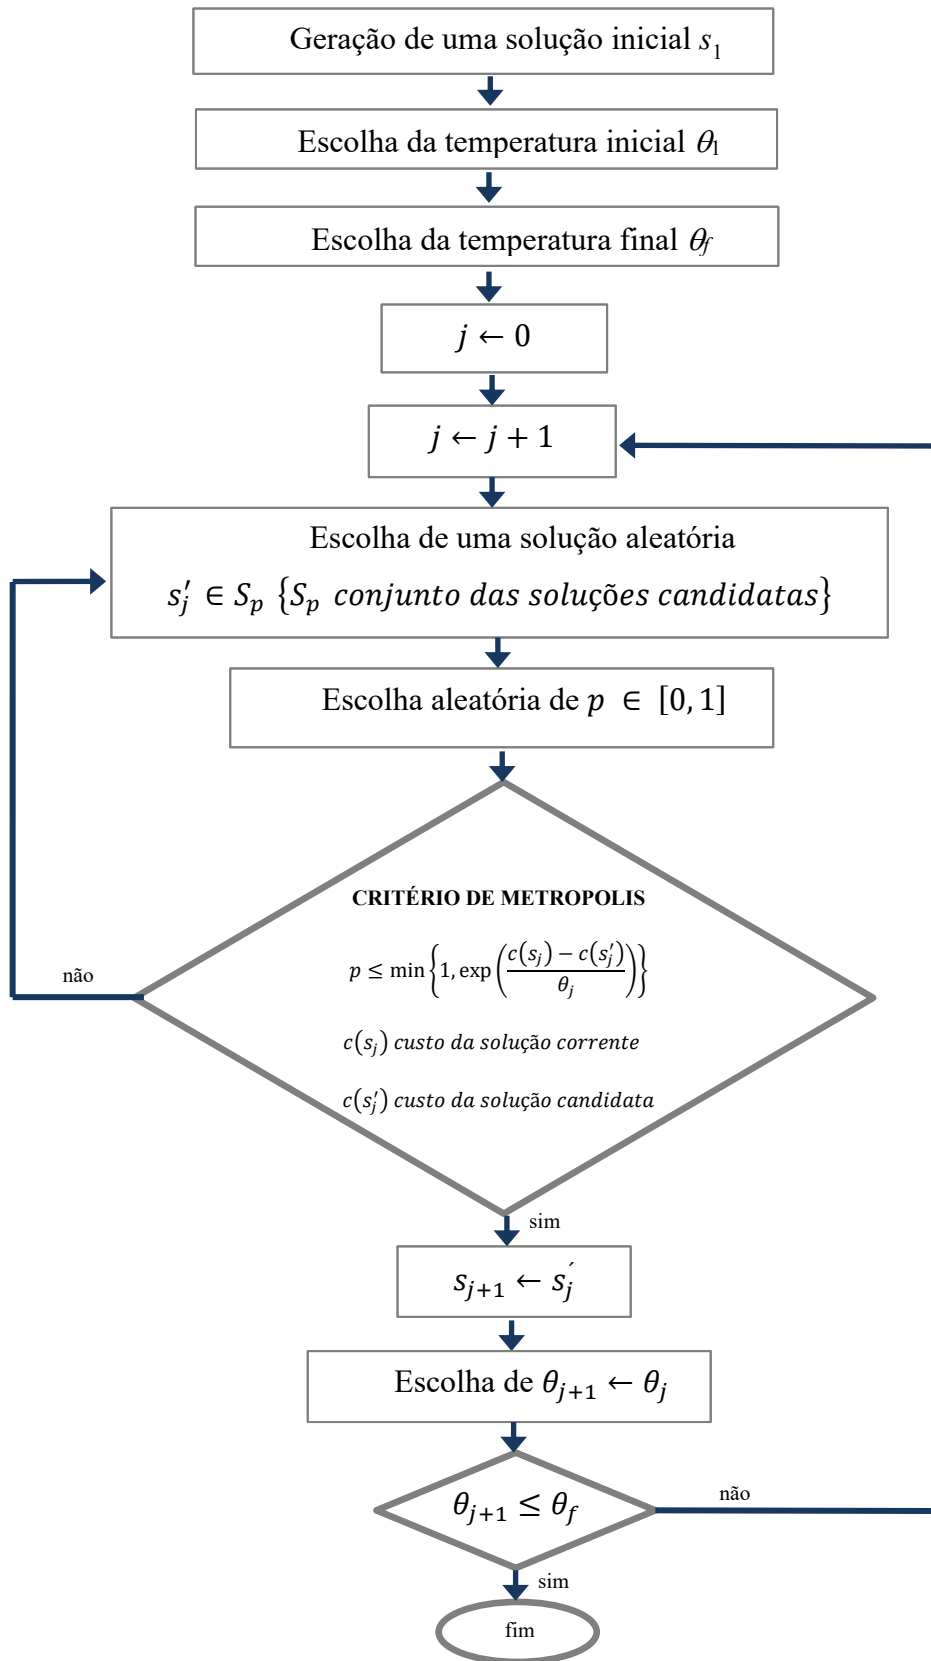 Geração de uma solução inicial s₁
Escolha da temperatura inicial θ₁
Escolha da temperatura final θf
j ← 0
j ← j + 1
Escolha de uma solução aleatória
s′ⱼ ∈ Sₚ {Sₚ conjunto das soluções candidatas}
Escolha aleatória de p ∈ [0, 1]
CRITÉRIO DE METROPOLIS
p ≤ min{1, exp((c(sⱼ) − c(s′ⱼ))/θⱼ)}
não
c(sⱼ) custo da solução corrente
c(s′ⱼ) custo da solução candidata
sim
sⱼ₊₁ ← s′ⱼ
Escolha de θⱼ₊₁ ← θⱼ
θⱼ₊₁ ≤ θf
não
sim
fim